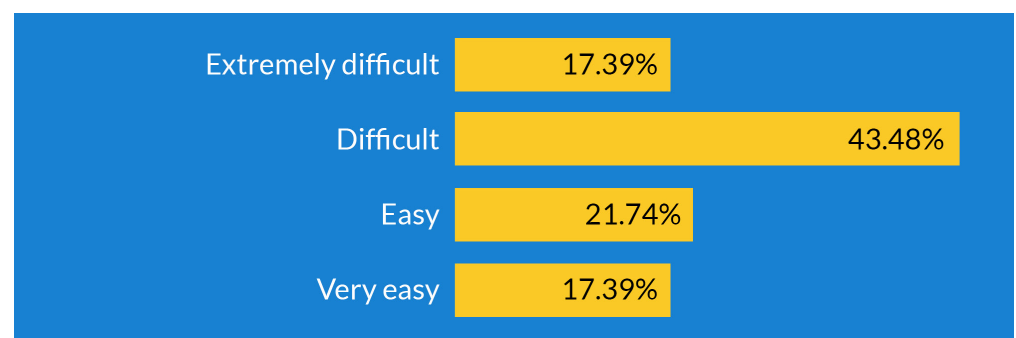 Extremely difficult 17.39%
Difficult 43.48%
Easy 21.74%
Very easy 17.39%